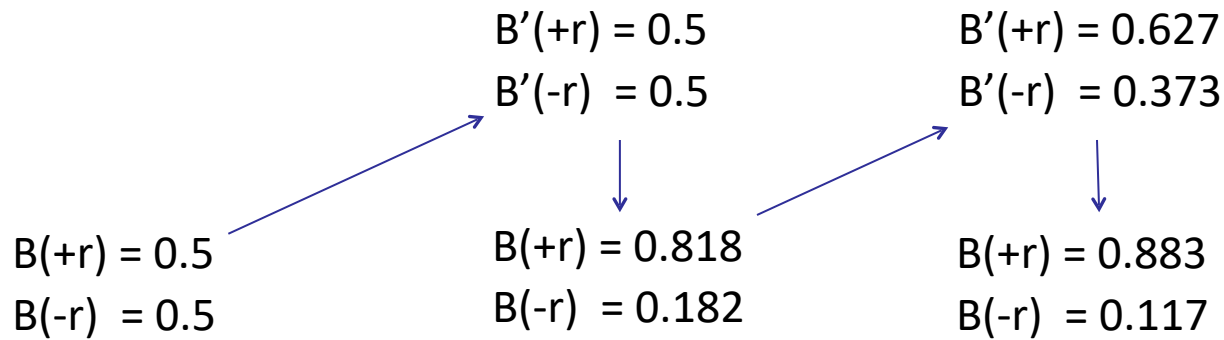 B’(+r) = 0.5
B’(-r) = 0.5
B’(+r) = 0.627
B’(-r) = 0.373
B(+r) = 0.5
B(-r) = 0.5
B(+r) = 0.818
B(-r) = 0.182
B(+r) = 0.883
B(-r) = 0.117